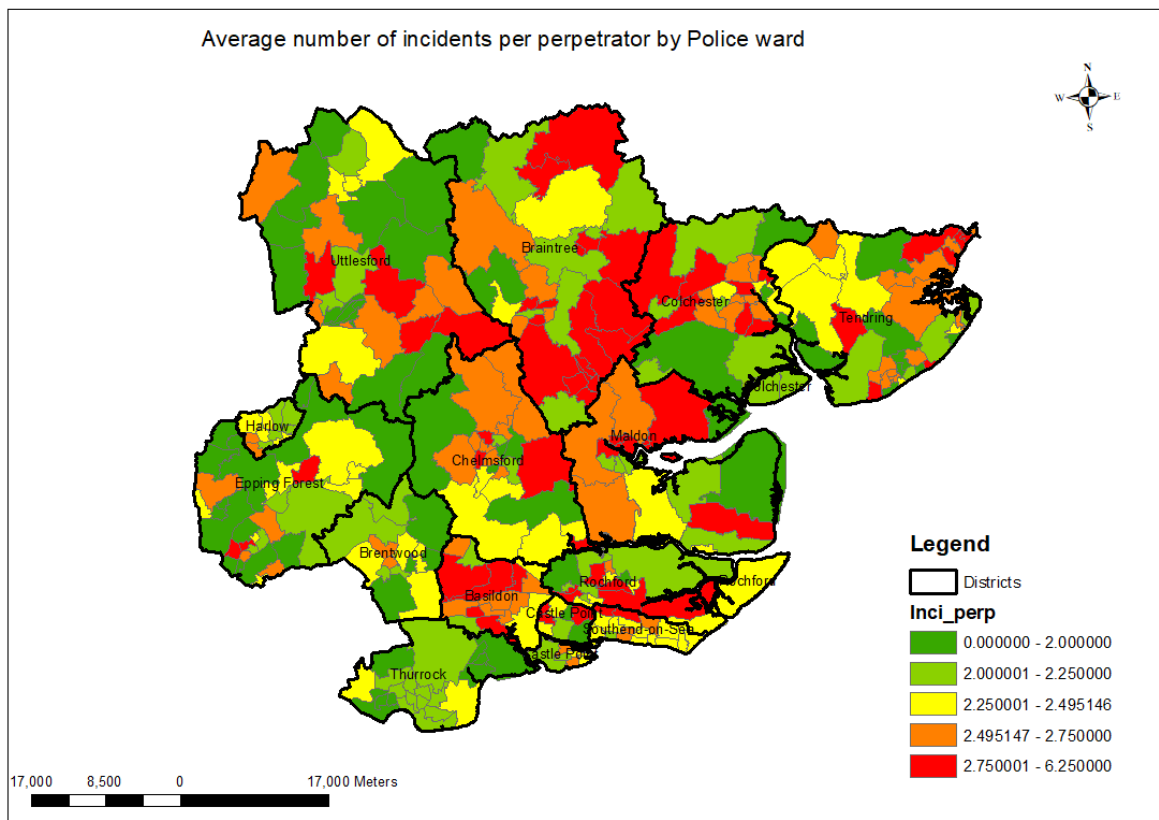 Average number of incidents per perpetrator by Police ward
N
W E
S
Uttlesford
Braintree
Colchester
Tendring
Colchester
Harlow
Maldon
Chelmsford
Epping Forest
Brentwood
Basildon
Rochford
Rochford
Castle Point
Southend-on-Sea
Castle Point
Thurrock
Legend
Districts
Inci_perp
0.000000 - 2.000000
2.000001 - 2.250000
2.250001 - 2.495146
2.495147 - 2.750000
2.750001 - 6.250000
17,000 8,500 0 17,000 Meters